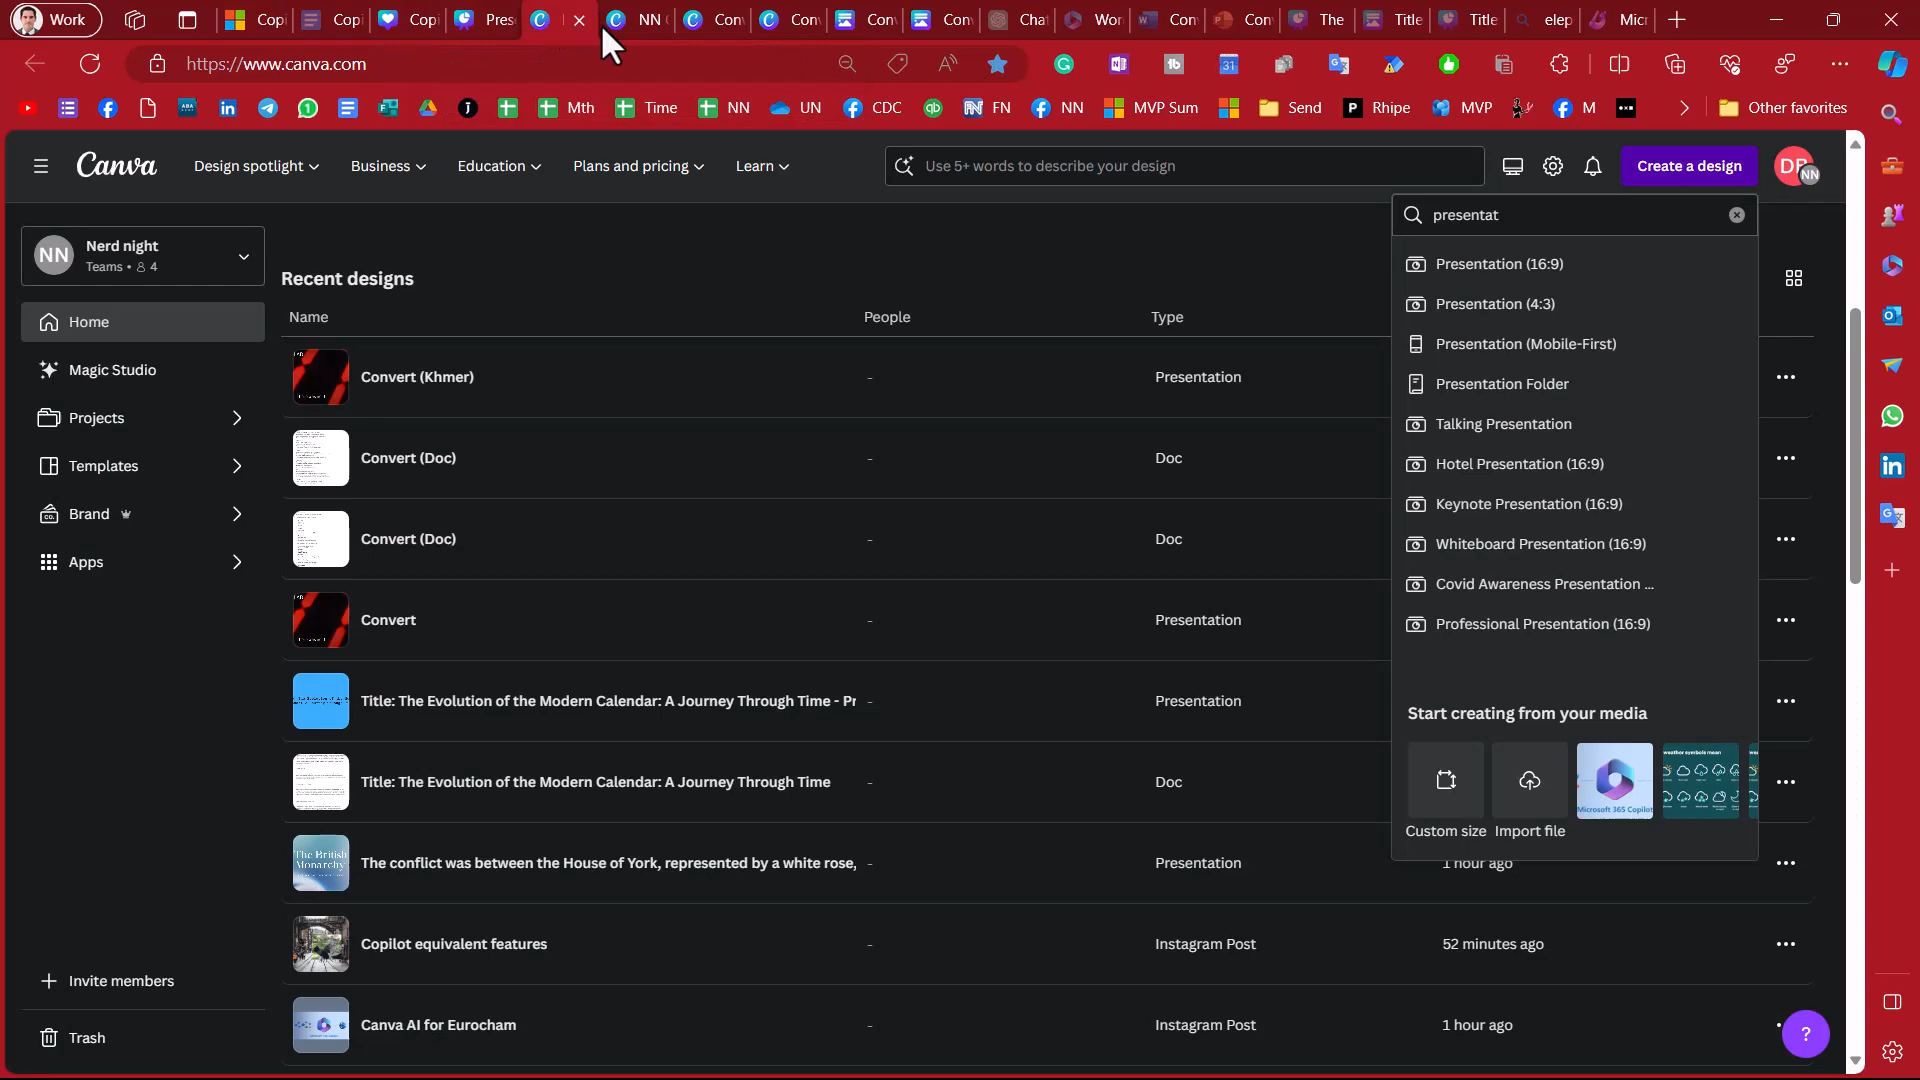 Work
Copi
Copi
Copi
Pres
NN
Con
Con
Con
Con
Chat
Wor
Con
Con
The
Title
Title
elep
Micr
https://www.canva.com
Mth
Time
NN
UN
CDC
FN
NN
MVP Sum
Send
Rhipe
MVP
M
Other favorites
Canva
Design spotlight
Business
Education
Plans and pricing
Learn
Use 5+ words to describe your design
Create a design
NN
Nerd night
Teams • 4
Home
Magic Studio
Projects
Templates
Brand
Apps
Invite members
Trash
Recent designs
Name
People
Type
Convert (Khmer)
-
Presentation
Convert (Doc)
-
Doc
Convert (Doc)
-
Doc
Convert
-
Presentation
Title: The Evolution of the Modern Calendar: A Journey Through Time - Pr
-
Presentation
Title: The Evolution of the Modern Calendar: A Journey Through Time
-
Doc
The British
Monarchy
The conflict was between the House of York, represented by a white rose,
-
Presentation
1 hour ago
Copilot equivalent features
-
Instagram Post
52 minutes ago
Canva AI for Eurocham
-
Instagram Post
1 hour ago
presentat
Presentation (16:9)
Presentation (4:3)
Presentation (Mobile-First)
Presentation Folder
Talking Presentation
Hotel Presentation (16:9)
Keynote Presentation (16:9)
Whiteboard Presentation (16:9)
Covid Awareness Presentation ...
Professional Presentation (16:9)
Start creating from your media
Microsoft 365 Copilot
weather symbols mean
Custom size
Import file
?